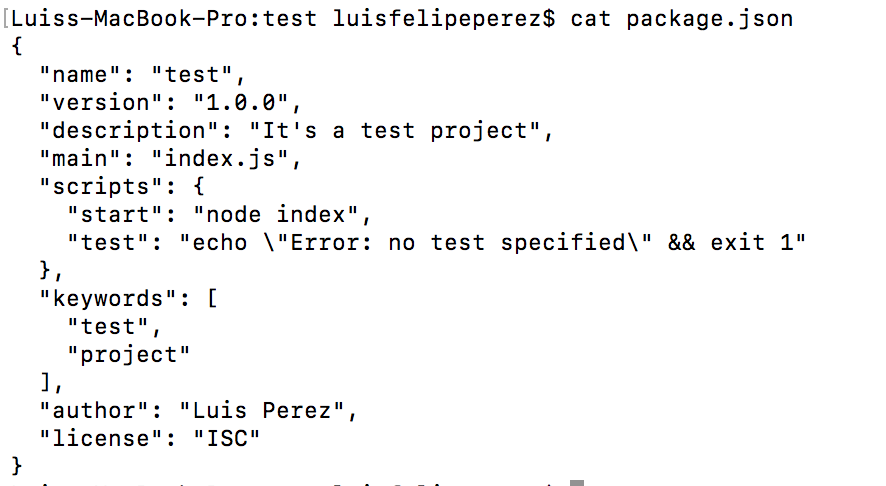 [Luiss-MacBook-Pro:test luisfelipeperez$ cat package.json
{
  "name": "test",
  "version": "1.0.0",
  "description": "It's a test project",
  "main": "index.js",
  "scripts": {
    "start": "node index",
    "test": "echo \"Error: no test specified\" && exit 1"
  },
  "keywords": [
    "test",
    "project"
  ],
  "author": "Luis Perez",
  "license": "ISC"
}